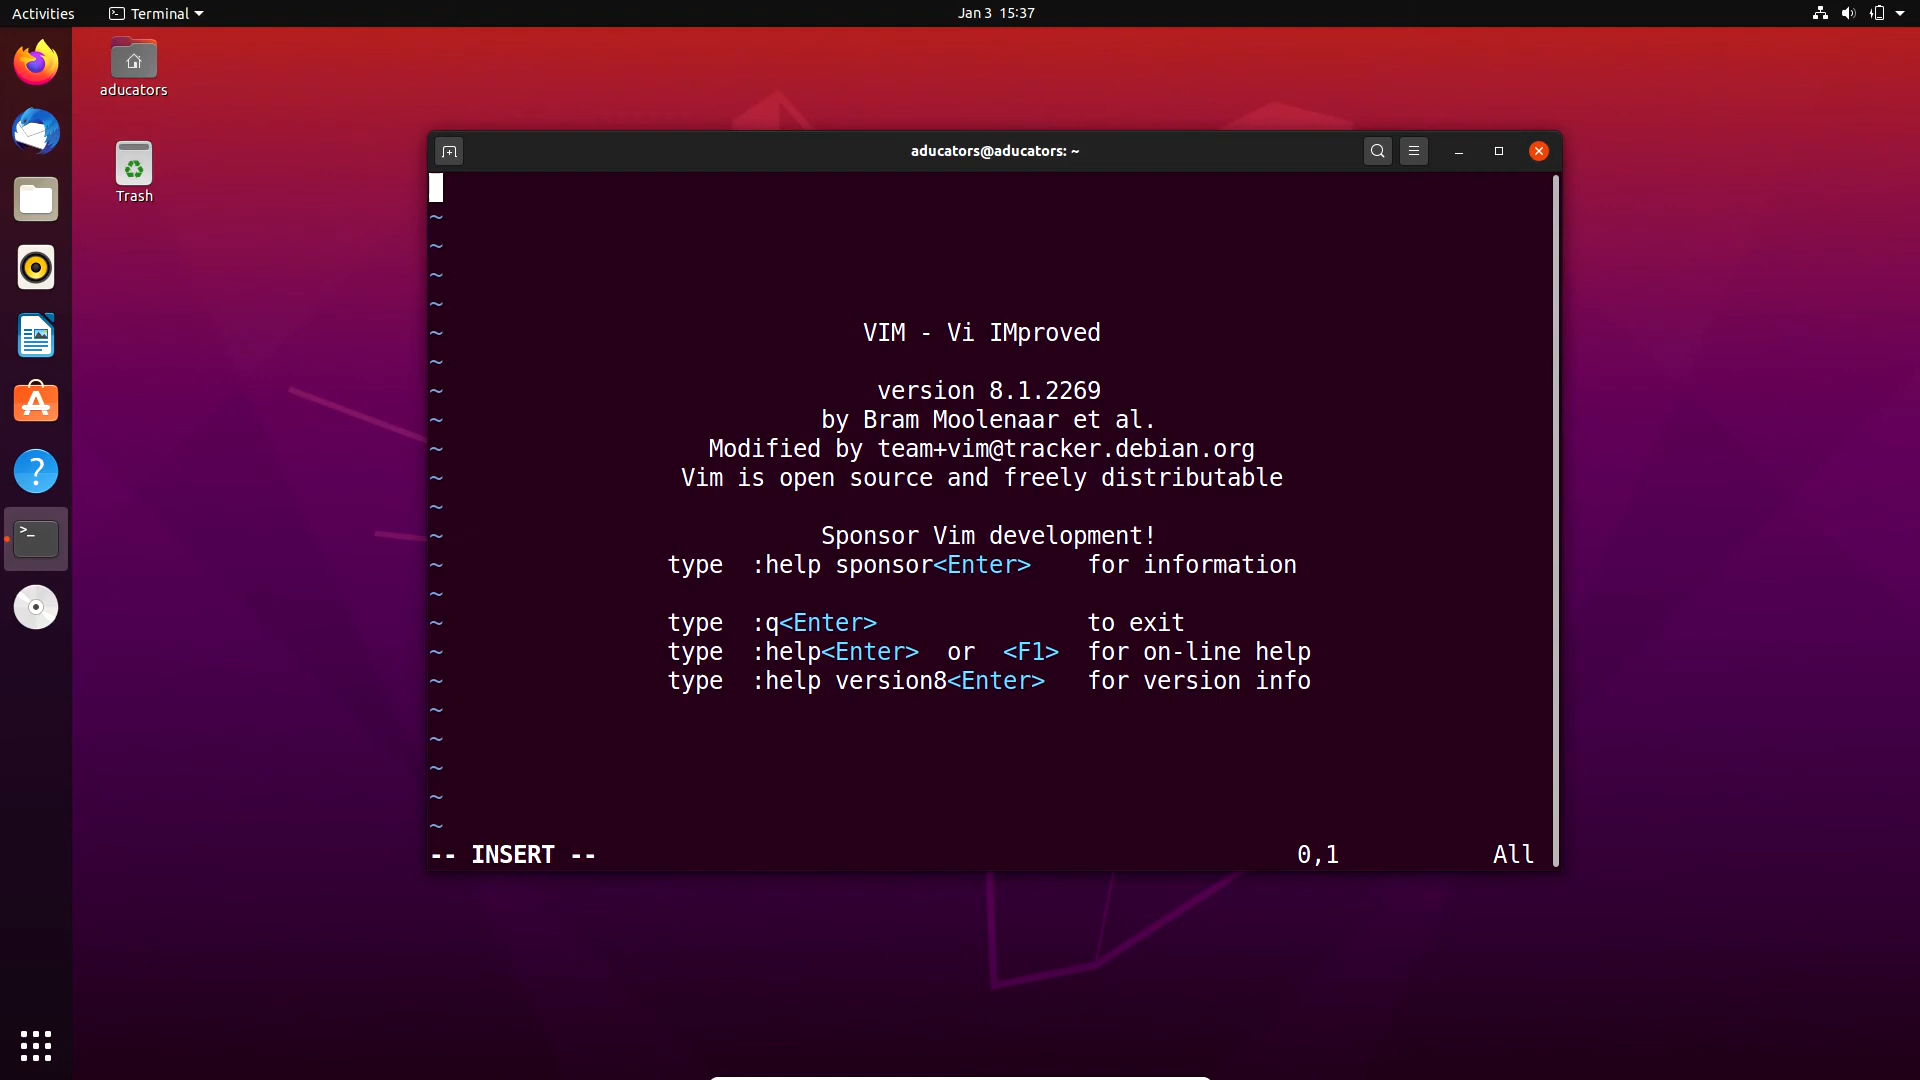 Activities
Terminal
Jan 3 15:37
aducators
Trash
aducators@aducators: ~
~
~
~
~
~ VIM - Vi IMproved
~
~ version 8.1.2269
~ by Bram Moolenaar et al.
~ Modified by team+vim@tracker.debian.org
~ Vim is open source and freely distributable
~
~ Sponsor Vim development!
~ type :help sponsor<Enter> for information
~
~ type :q<Enter> to exit
~ type :help<Enter> or <F1> for on-line help
~ type :help version8<Enter> for version info
~
~
~
~
~
-- INSERT -- 0,1 All